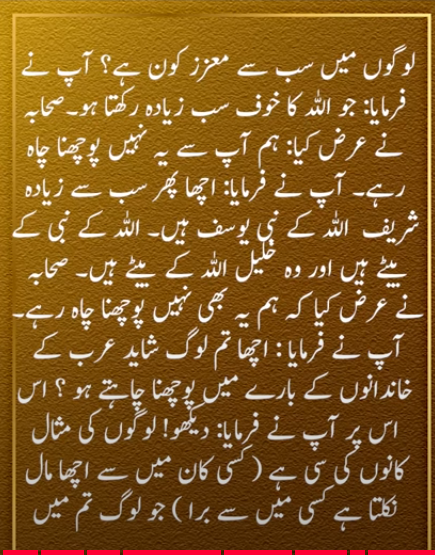 لوگوں میں سب سے معزز کون ہے؟ آپ نے
فرمایا: جو اللہ کا خوف سب زیادہ رکھتا ہو۔صحابہ
نے عرض کیا: ہم آپ سے یہ نہیں پوچھنا چاہ
رہے۔ آپ نے فرمایا: اچھا پھر سب سے زیادہ
شریف اللہ کے نبی یوسف ہیں۔ اللہ کے نبی کے
بیٹے ہیں اور وہ خلیل اللہ کے بیٹے ہیں۔ صحابہ
نے عرض کیا کہ ہم یہ بھی نہیں پوچھنا چاہ رہے۔
آپ نے فرمایا : اچھا تم لوگ شاید عرب کے
خاندانوں کے بارے میں پوچھنا چاہتے ہو ؟ اس
اس پر آپ نے فرمایا: دیکھو! لوگوں کی مثال
کانوں کی سی ہے ( کسی کان میں سے اچھا مال
نکلتا ہے کسی میں سے برا ) جو لوگ تم میں